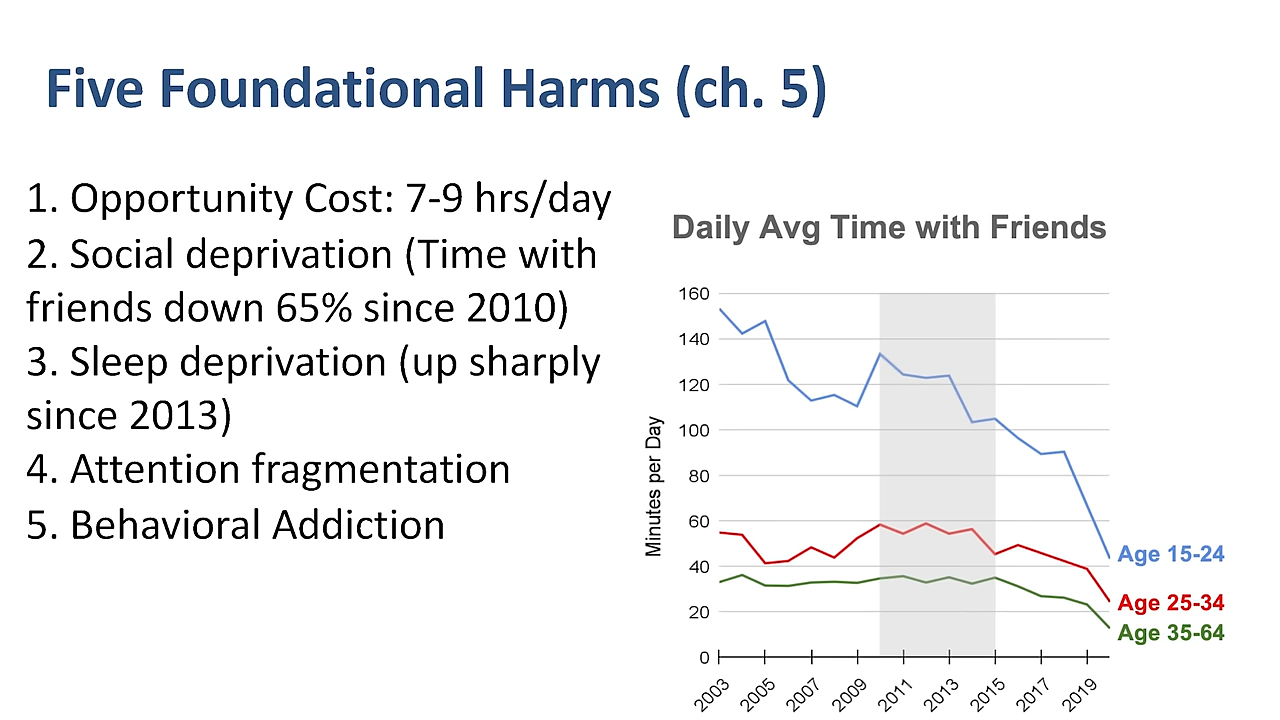 Five Foundational Harms (ch. 5)
1. Opportunity Cost: 7-9 hrs/day
2. Social deprivation (Time with
friends down 65% since 2010)
3. Sleep deprivation (up sharply
since 2013)
4. Attention fragmentation
5. Behavioral Addiction
Daily Avg Time with Friends
Minutes per Day
160
140
120
100
80
60
40
20
0
2003
2005
2007
2009
2011
2013
2015
2017
2019
Age 15-24
Age 25-34
Age 35-64